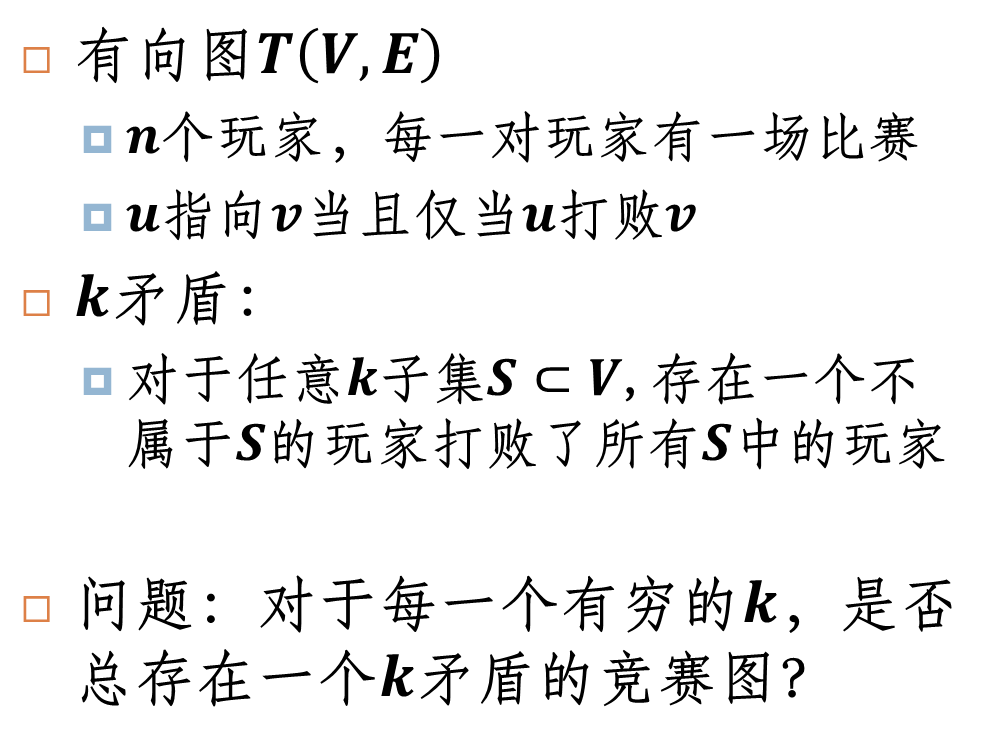 有向图T(V, E)
n个玩家，每一对玩家有一场比赛
u指向v当且仅当u打败v
k矛盾：
对于任意k子集S ⊂ V, 存在一个不
属于S的玩家打败了所有S中的玩家
问题：对于每一个有穷的k，是否
总存在一个k矛盾的竞赛图？